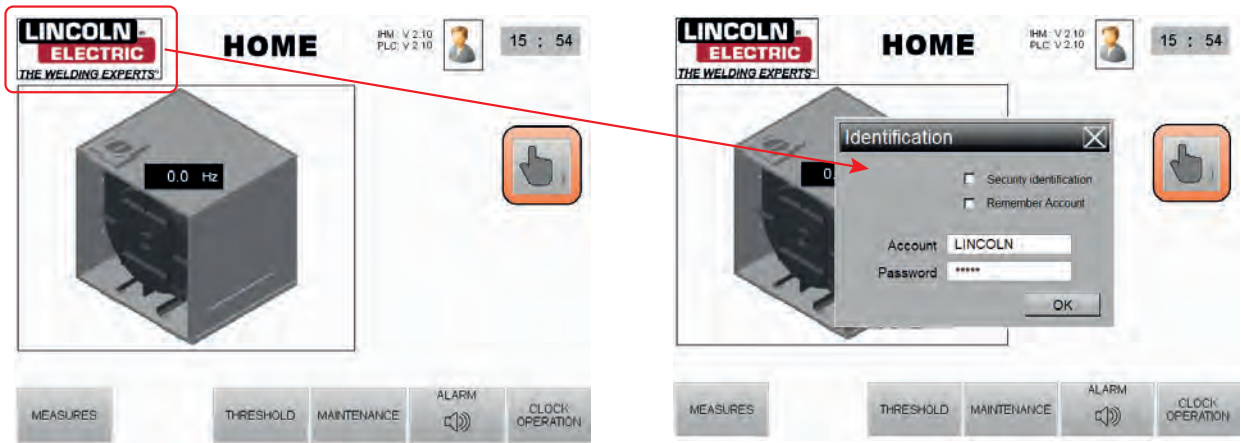 LINCOLN
ELECTRIC
THE WELDING EXPERTS®
HOME
IHM : V 2.10
PLC: V 2.10
15 : 54
0.0 Hz
MEASURES
THRESHOLD
MAINTENANCE
ALARM
CLOCK
OPERATION
LINCOLN
ELECTRIC
THE WELDING EXPERTS®
HOME
IHM : V 2.10
PLC: V 2.10
15 : 54
0.
Identification
Security identification
Remember Account
Account LINCOLN
Password *****
OK
MEASURES
THRESHOLD
MAINTENANCE
ALARM
CLOCK
OPERATION